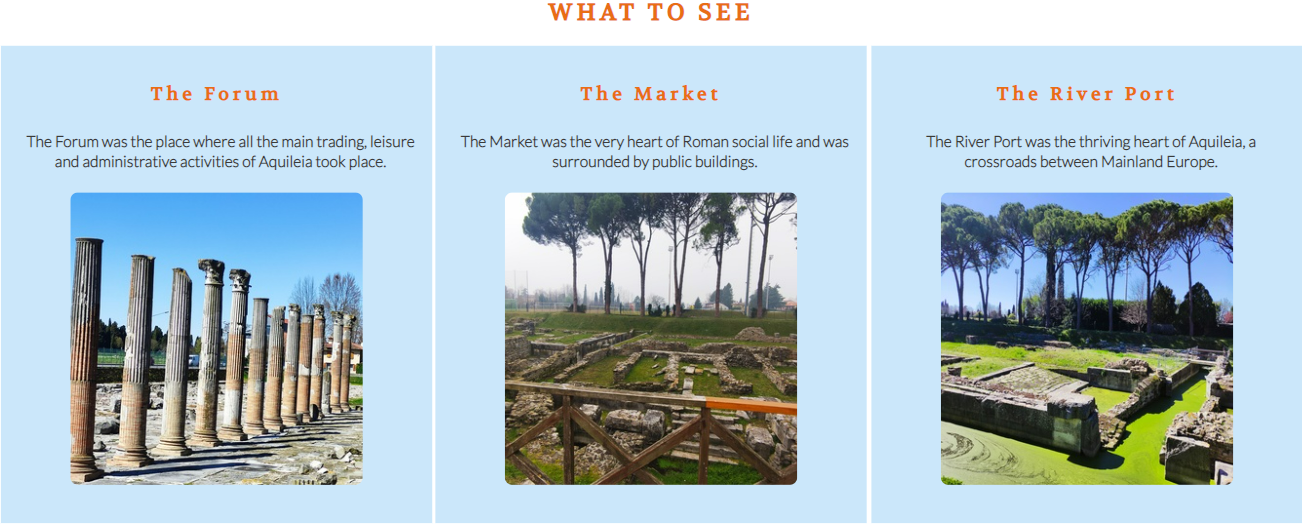 WHAT TO SEE
The Forum
The Forum was the place where all the main trading, leisure
and administrative activities of Aquileia took place.
The Market
The Market was the very heart of Roman social life and was
surrounded by public buildings.
The River Port
The River Port was the thriving heart of Aquileia, a
crossroads between Mainland Europe.